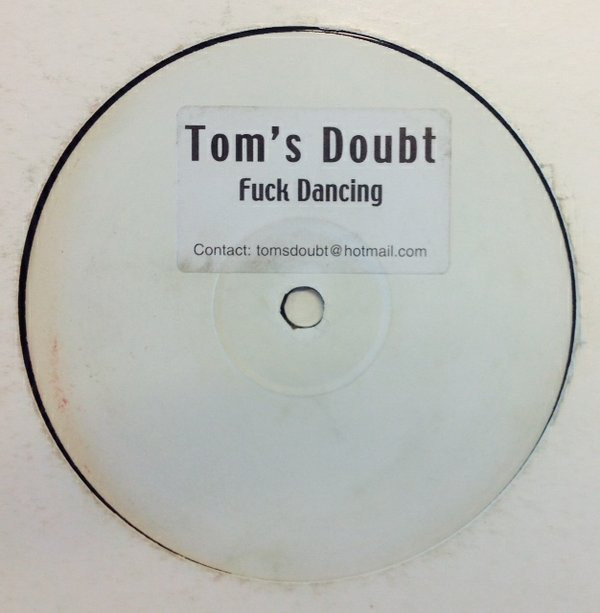 Tom's Doubt
Fuck Dancing
Contact: tomsdoubt@hotmail.com